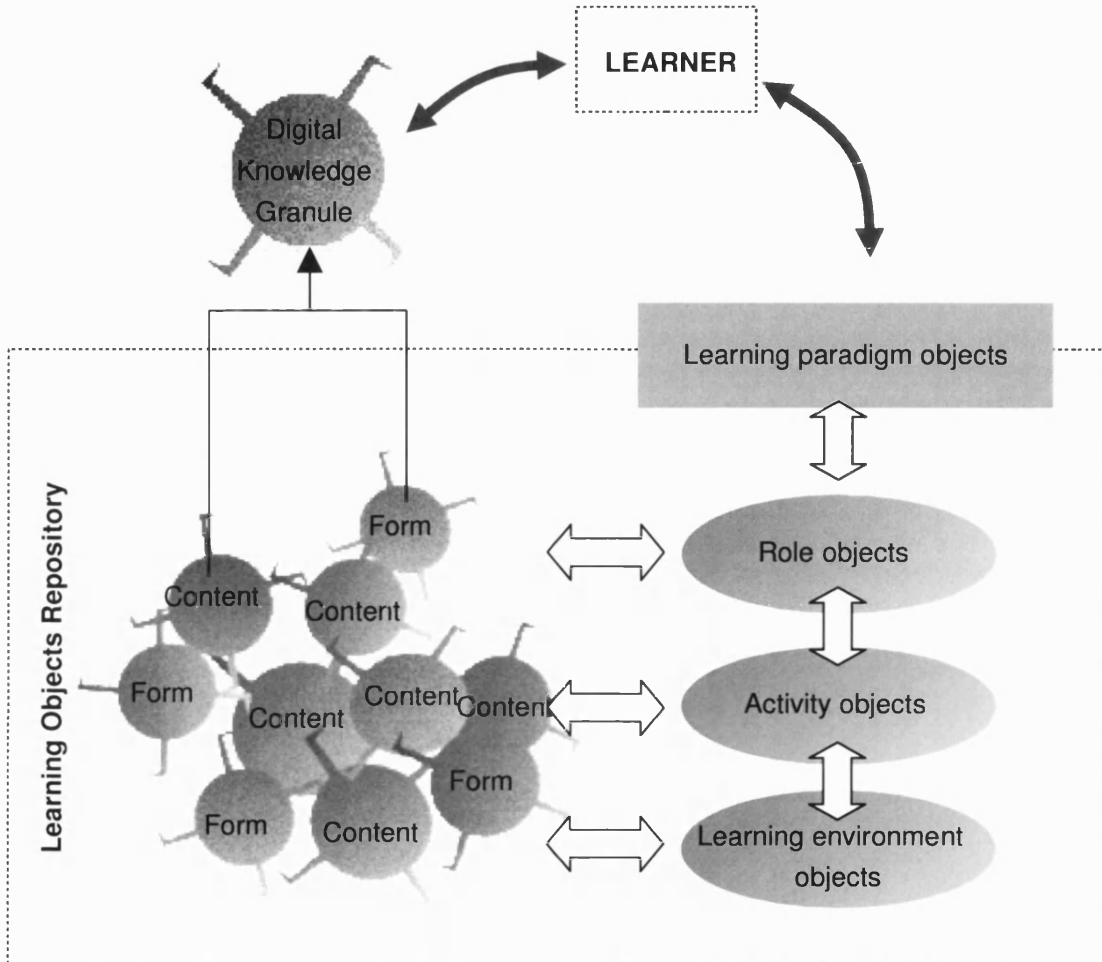 LEARNER
Digital
Knowledge
Granule
Learning paradigm objects
Learning Objects Repository
Form
Content
Content
Form
Content
Content
Content
Form
Form
Content
Role objects
Activity objects
Learning environment
objects